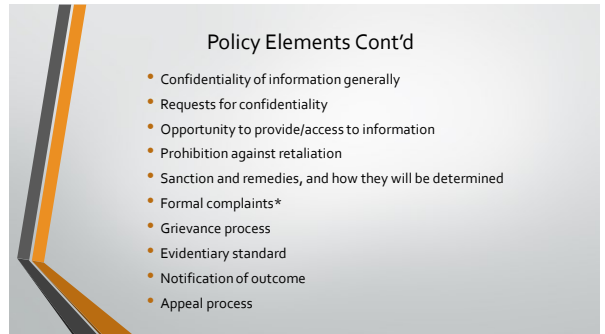 Policy Elements Cont'd
• Confidentiality of information generally
• Requests for confidentiality
• Opportunity to provide/access to information
• Prohibition against retaliation
• Sanction and remedies, and how they will be determined
• Formal complaints*
• Grievance process
• Evidentiary standard
• Notification of outcome
• Appeal process